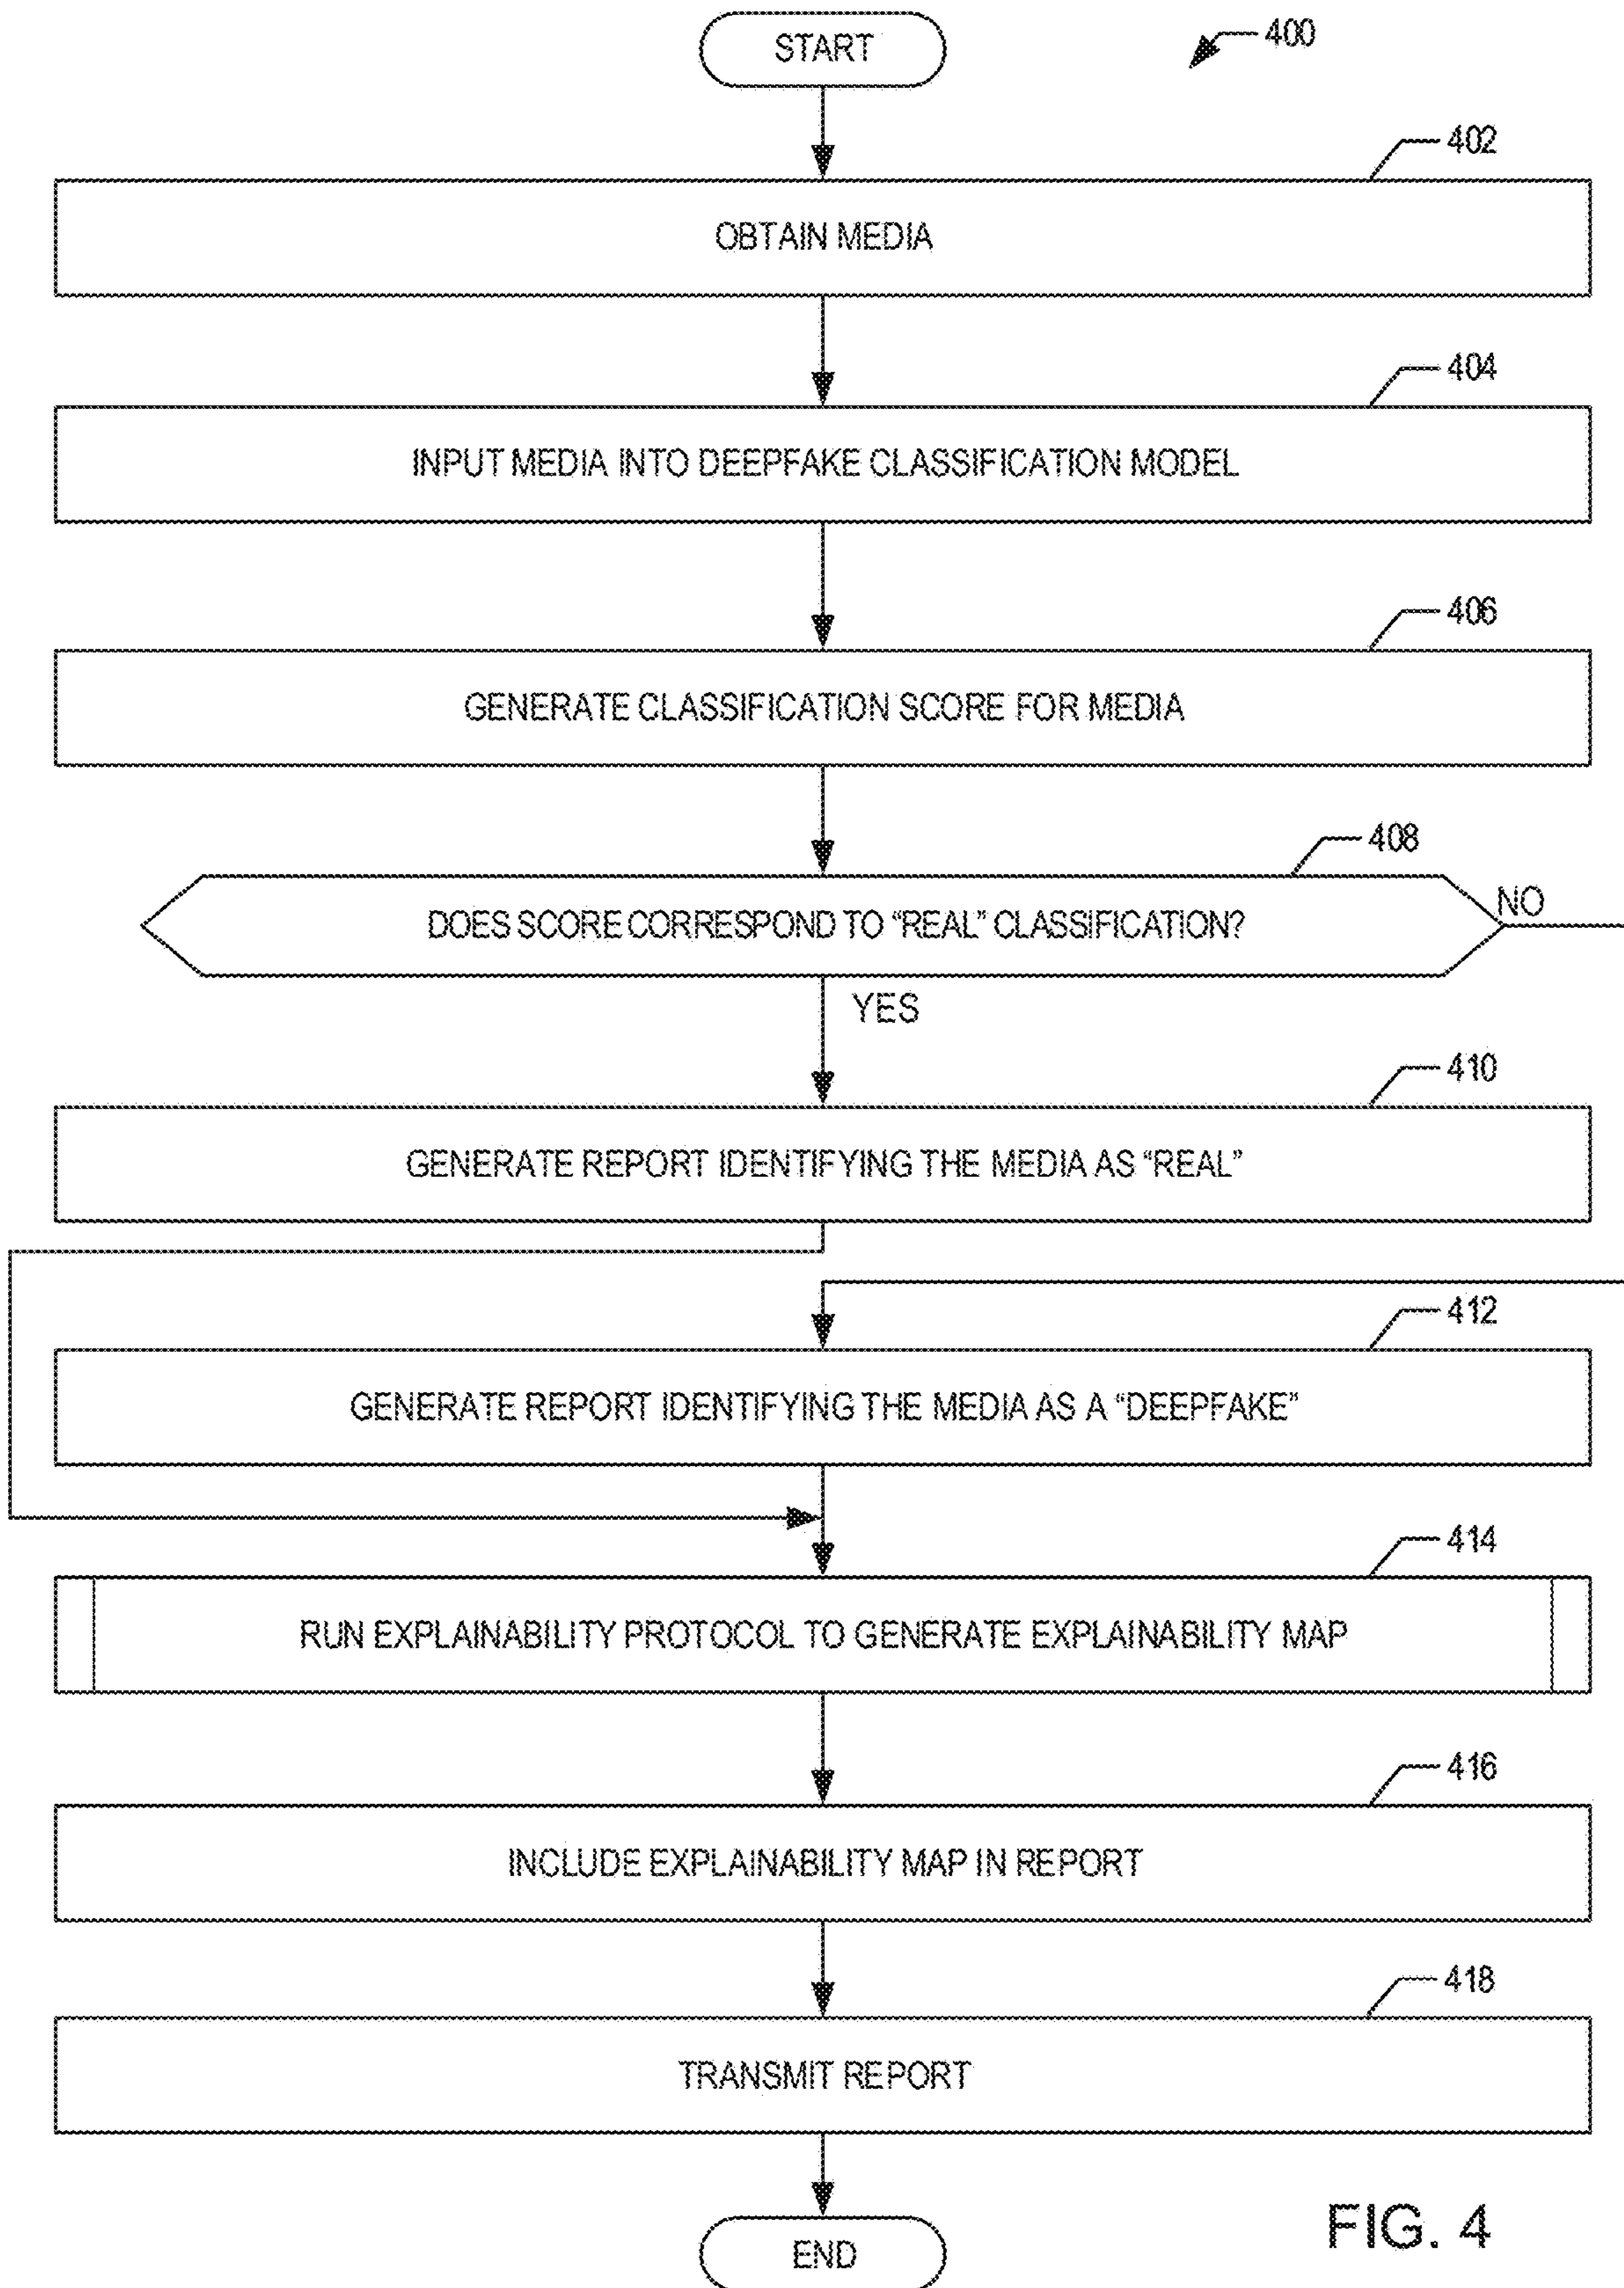 START
400
402
OBTAIN MEDIA
404
INPUT MEDIA INTO DEEPFAKE CLASSIFICATION MODEL
406
GENERATE CLASSIFICATION SCORE FOR MEDIA
408
DOES SCORE CORRESPOND TO “REAL” CLASSIFICATION?
NO
YES
410
GENERATE REPORT IDENTIFYING THE MEDIA AS “REAL”
412
GENERATE REPORT IDENTIFYING THE MEDIA AS A “DEEPFAKE”
414
RUN EXPLAINABILITY PROTOCOL TO GENERATE EXPLAINABILITY MAP
416
INCLUDE EXPLAINABILITY MAP IN REPORT
418
TRANSMIT REPORT
END
FIG. 4